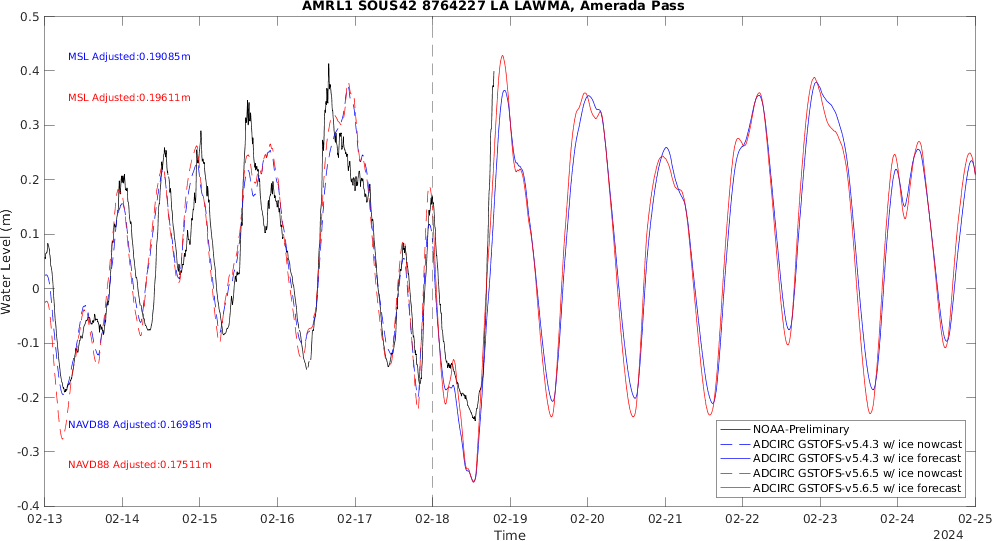 AMRL1 SOUS42 8764227 LA LAWMA, Amerada Pass
0.5
0.4
0.3
0.2
0.1
0
-0.1
-0.2
-0.3
-0.4
Water Level (m)
MSL Adjusted:0.19085m
MSL Adjusted:0.19611m
NAVD88 Adjusted:0.16985m
NAVD88 Adjusted:0.17511m
NOAA-Preliminary
ADCIRC GSTOFS-v5.4.3 w/ ice nowcast
ADCIRC GSTOFS-v5.4.3 w/ ice forecast
ADCIRC GSTOFS-v5.6.5 w/ ice nowcast
ADCIRC GSTOFS-v5.6.5 w/ ice forecast
02-13 02-14 02-15 02-16 02-17 02-18 02-19 02-20 02-21 02-22 02-23 02-24 02-25
Time
2024